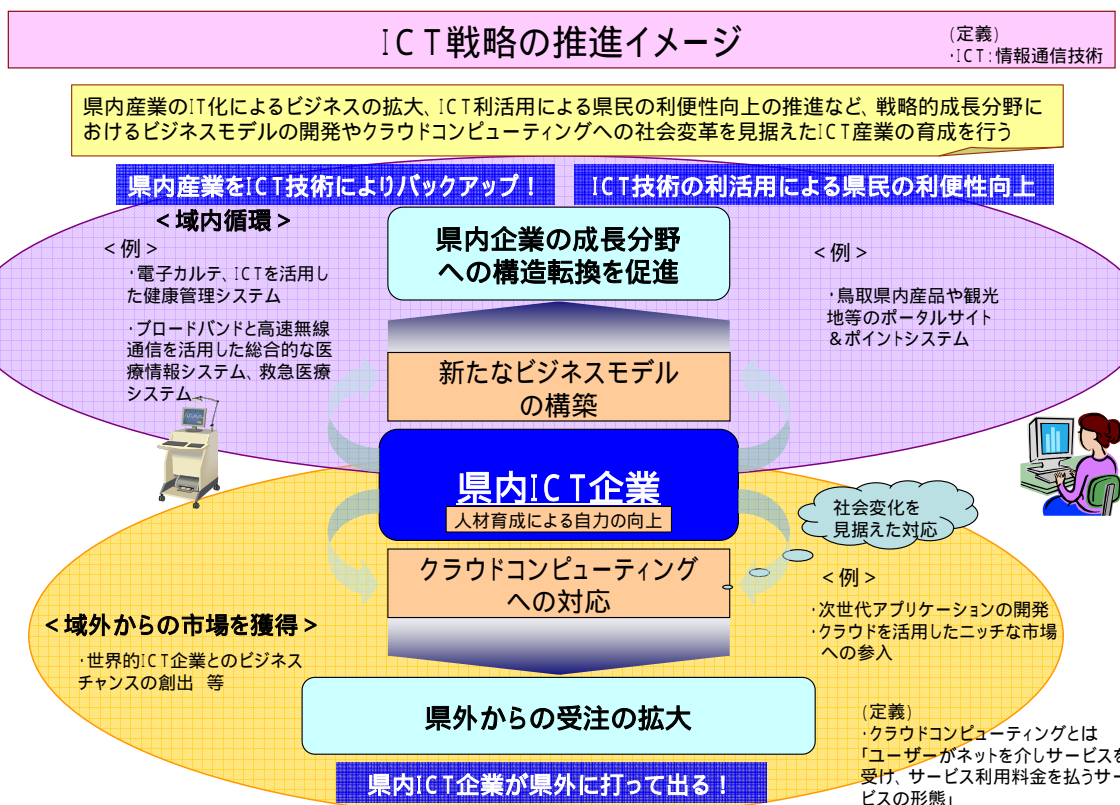 ICT戦略の推進イメージ
(定義)
・ICT:情報通信技術
県内産業のIT化によるビジネスの拡大、ICT利活用による県民の利便性向上の推進など、戦略的成長分野に
おけるビジネスモデルの開発やクラウドコンピューティングへの社会変革を見据えたICT産業の育成を行う
県内産業をICT技術によりバックアップ！
ICT技術の利活用による県民の利便性向上
＜域内循環＞
＜例＞
・電子カルテ、ICTを活用し
た健康管理システム
・ブロードバンドと高速無線
通信を活用した総合的な医
療情報システム、救急医療
システム
県内企業の成長分野
への構造転換を促進
＜例＞
・鳥取県内産品や観光
地等のポータルサイト
＆ポイントシステム
新たなビジネスモデル
の構築
県内ICT企業
人材育成による自力の向上
社会変化を
見据えた対応
クラウドコンピューティング
への対応
＜例＞
・次世代アプリケーションの開発
・クラウドを活用したニッチな市場
への参入
＜域外からの市場を獲得＞
・世界的ICT企業とのビジネス
チャンスの創出　等
県外からの受注の拡大
(定義)
・クラウドコンピューティングとは
「ユーザーがネットを介しサービスを
受け、サービス利用料金を払うサー
ビスの形態」
県内ICT企業が県外に打って出る！